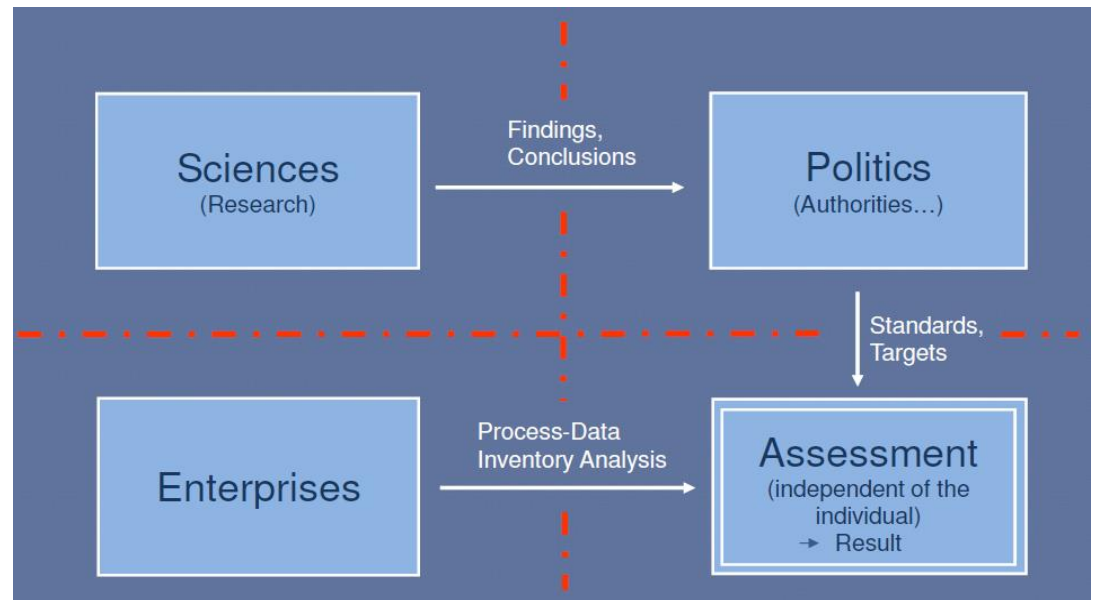 Sciences
(Research)
Findings,
Conclusions
Politics
(Authorities…)
Standards,
Targets
Enterprises
Process-Data
Inventory Analysis
Assessment
(independent of the
individual)
→ Result